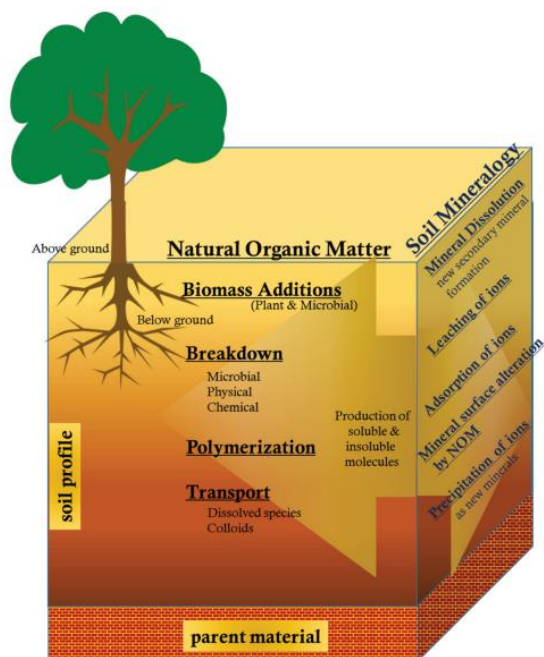 Above ground
Natural Organic Matter
Biomass Additions
(Plant & Microbial)
Below ground
Breakdown
Microbial
Physical
Chemical
Polymerization
Transport
Dissolved species
Colloids
Production of
soluble &
insoluble
molecules
Soil Mineralogy
Mineral Dissolution
new secondary mineral
formation
Leaching of ions
Adsorption of ions
Mineral surface alteration
by NOM
Precipitation of ions
as new minerals
soil profile
parent material